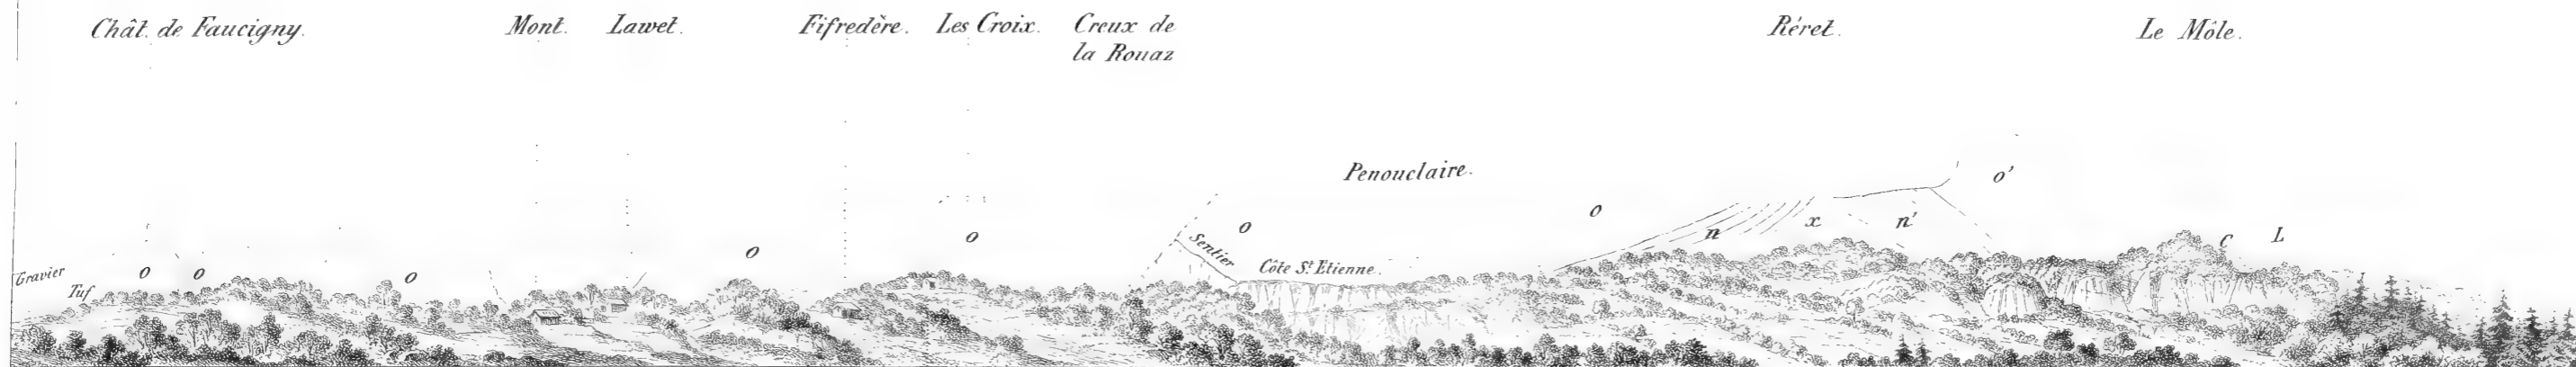 Chât. de Faucigny.
Mont.
Lawet.
Fifredère.
Les Croix.
Creux de
la Rouaz
Réret.
Le Môle.
Penouclaire.
Gravier
Tuf
o
o
o
o
o
Sentier
o
Côte St. Etienne.
o
n
x
n'
o'
C
L